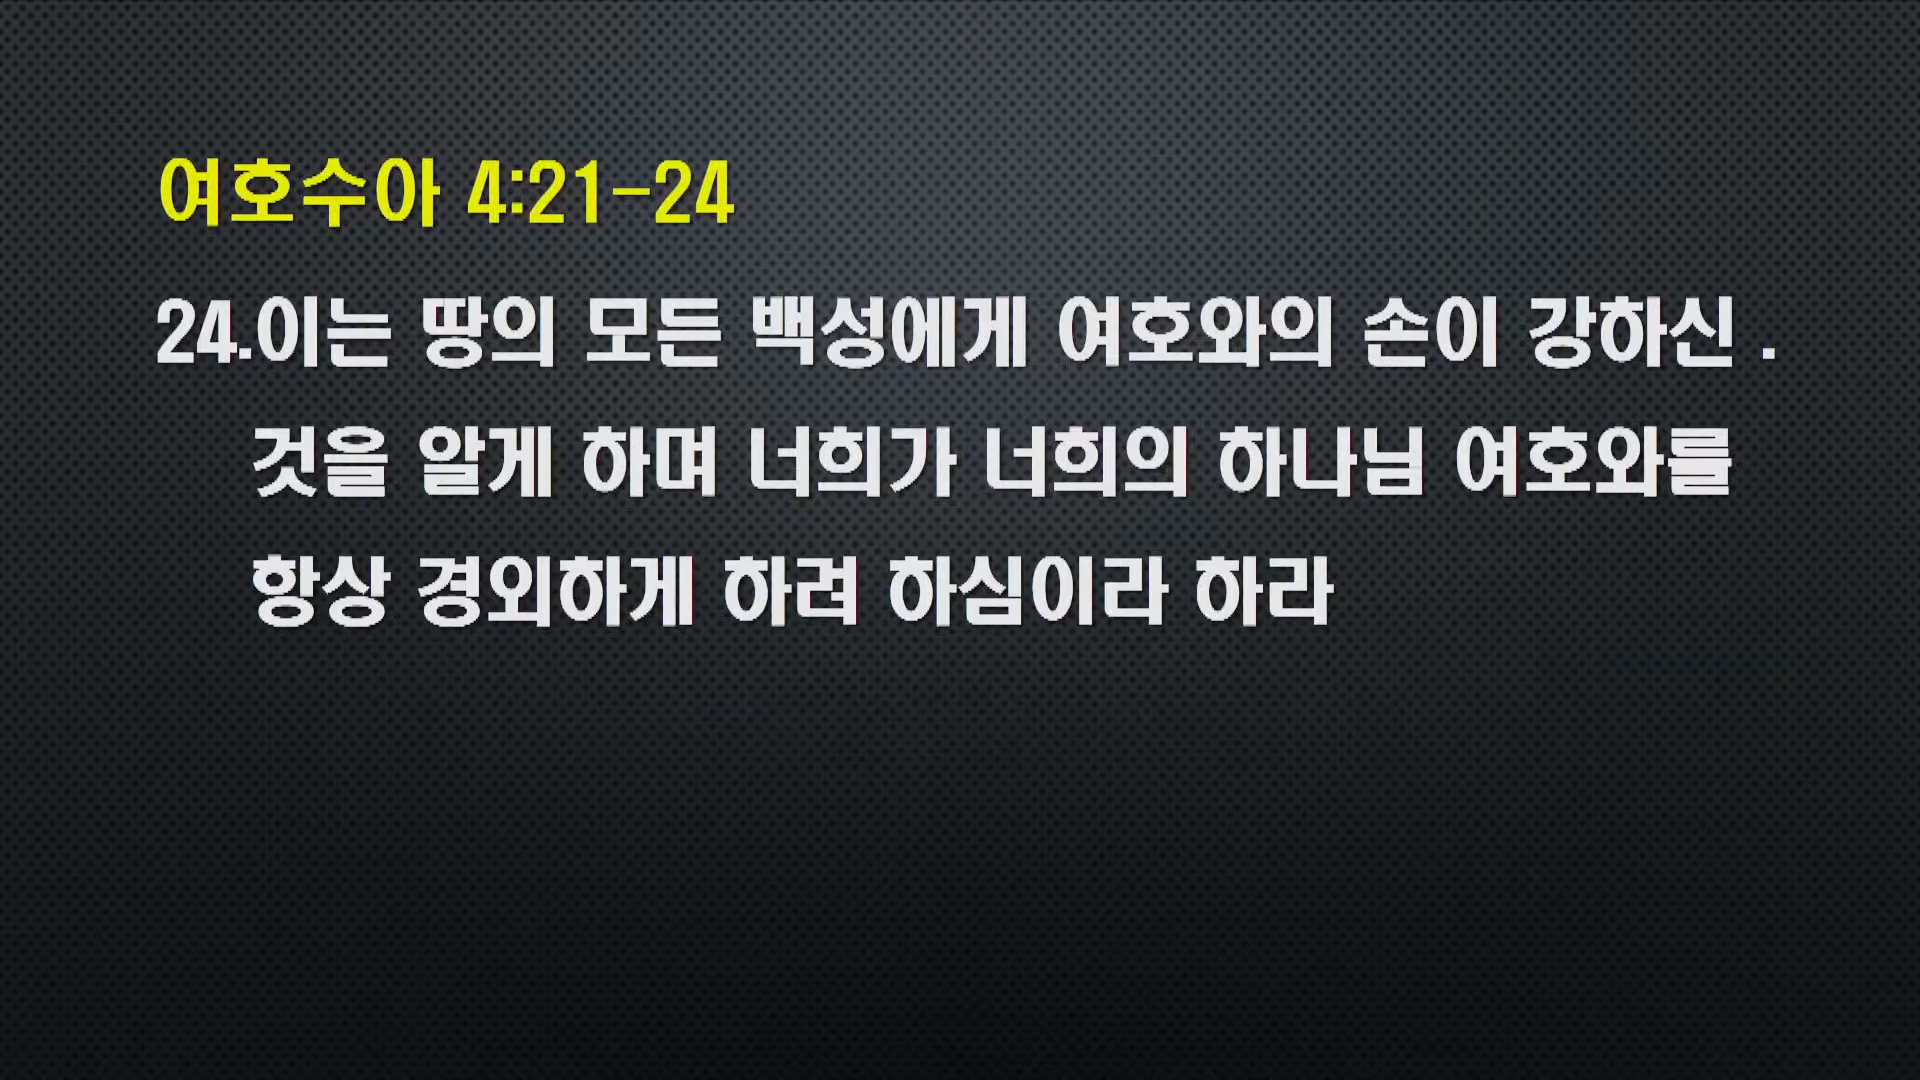 여호수아 4:21-24
24.이는 땅의 모든 백성에게 여호와의 손이 강하신 .
것을 알게 하며 너희가 너희의 하나님 여호와를
항상 경외하게 하려 하심이라 하라